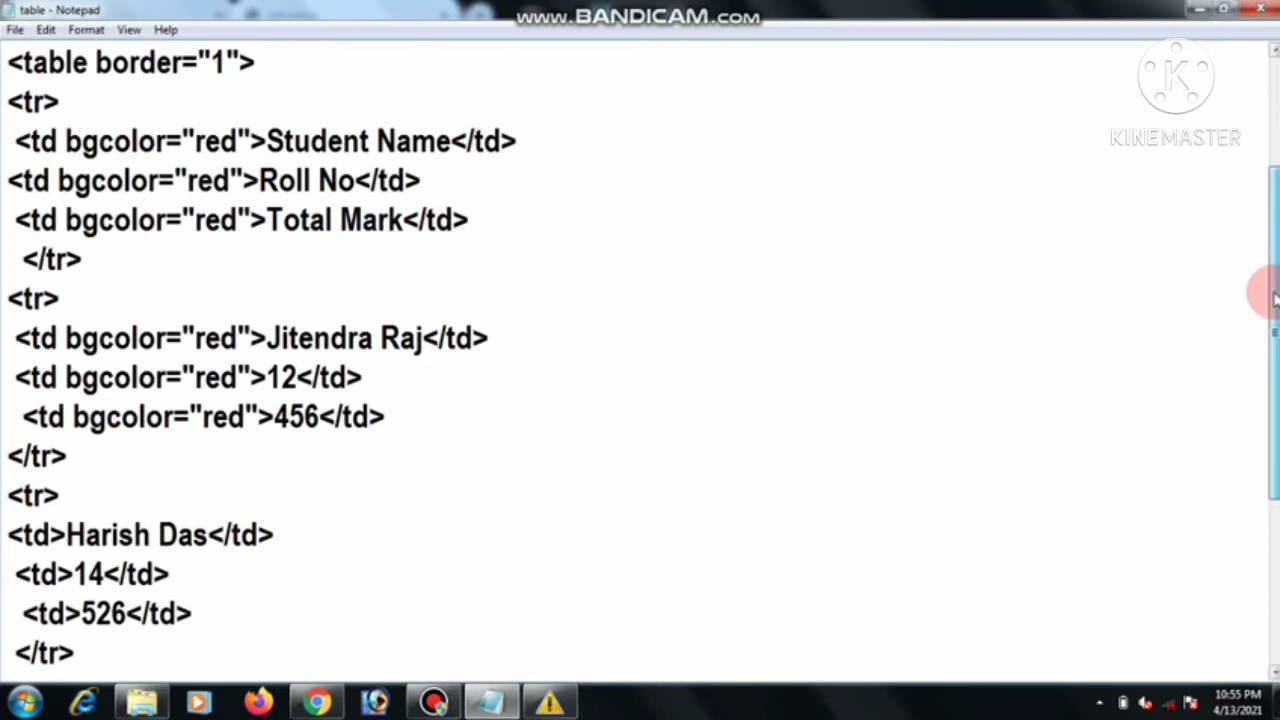 table - Notepad
www.BANDICAM.com
File Edit Format View Help
<table border="1">
<tr>
<td bgcolor="red">Student Name</td>
<td bgcolor="red">Roll No</td>
<td bgcolor="red">Total Mark</td>
</tr>
<tr>
<td bgcolor="red">Jitendra Raj</td>
<td bgcolor="red">12</td>
<td bgcolor="red">456</td>
</tr>
<tr>
<td>Harish Das</td>
<td>14</td>
<td>526</td>
</tr>
K
KINEMASTER
10:55 PM
4/13/2021